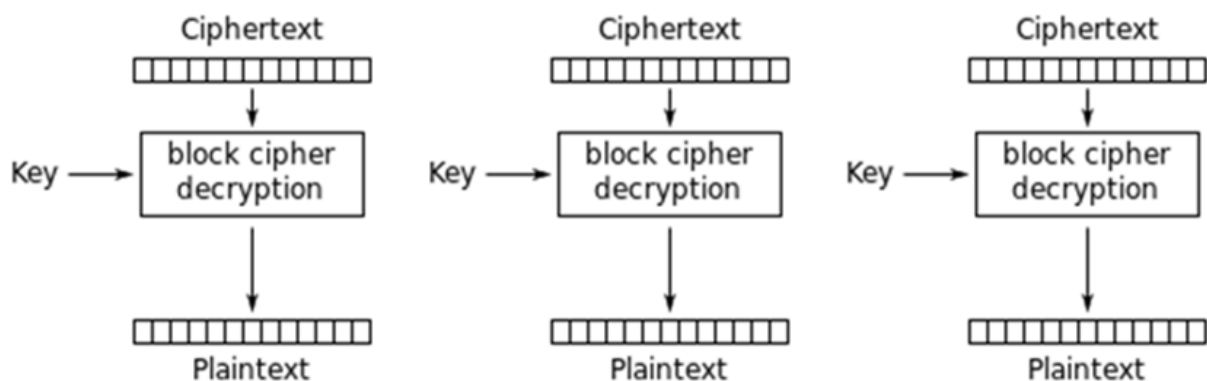 Ciphertext
Ciphertext
Ciphertext
Key
block cipher
decryption
Key
block cipher
decryption
Key
block cipher
decryption
Plaintext
Plaintext
Plaintext